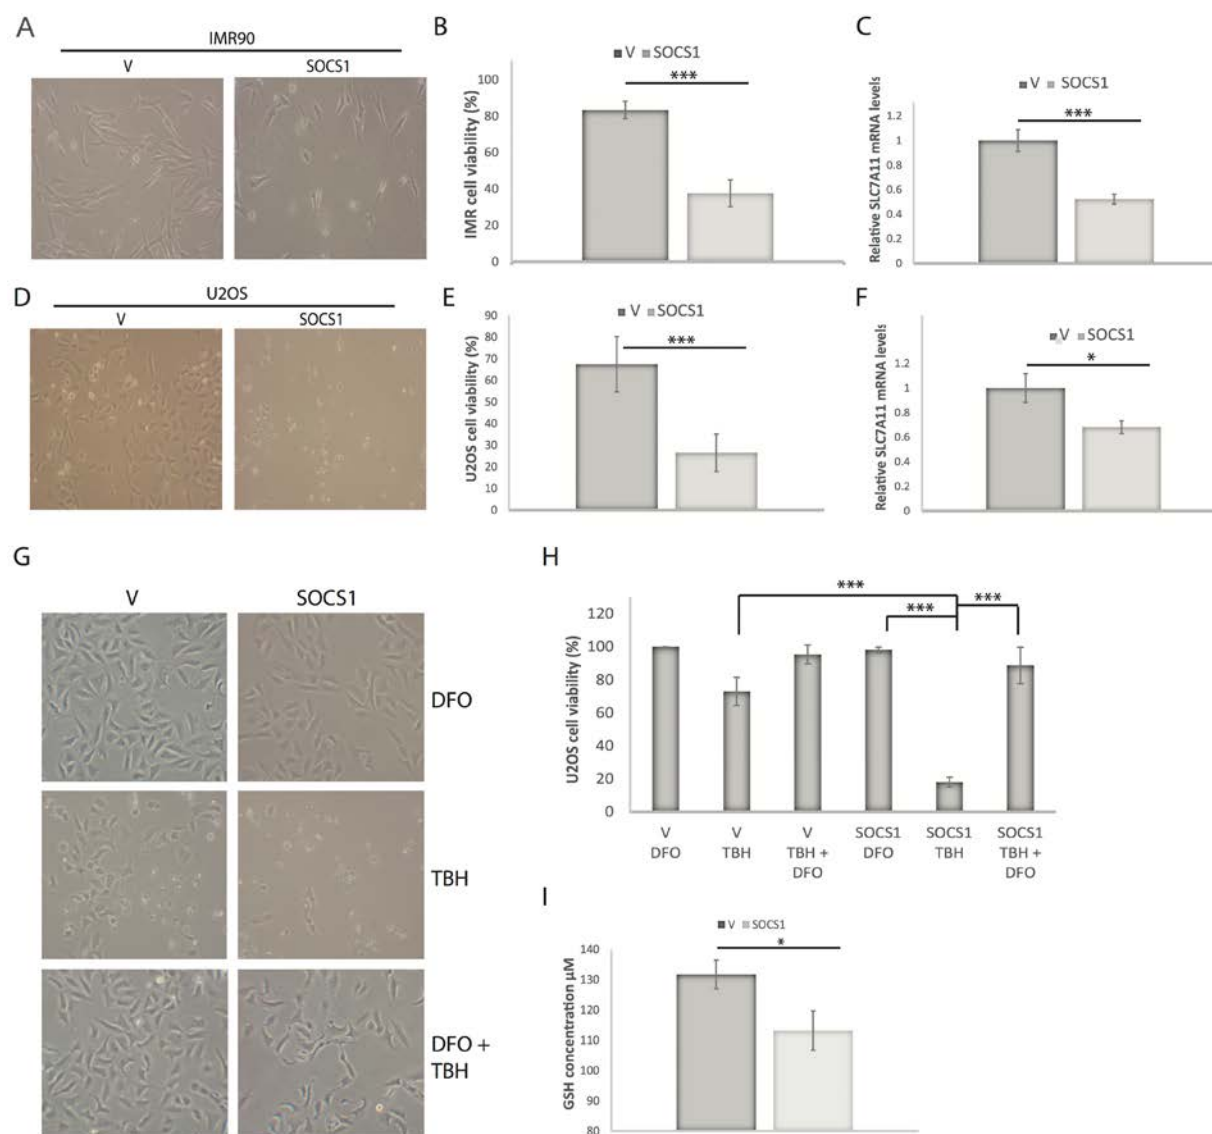 A
IMR90
V
SOCS1
B
V SOCS1
***
IMR cell viability (%)
100
80
60
40
20
0
C
V SOCS1
***
Relative SLC7A11 mRNA levels
1.2
1
0.8
0.6
0.4
0.2
0
D
U2OS
V
SOCS1
E
V SOCS1
***
U2OS cell viability (%)
90
80
70
60
50
40
30
20
10
0
F
V SOCS1
*
Relative SLC7A11 mRNA levels
1.2
1
0.8
0.6
0.4
0.2
0
G
V
SOCS1
DFO
TBH
DFO +
TBH
H
***
***
***
U2OS cell viability (%)
120
100
80
60
40
20
0
V
DFO
V
TBH
V
TBH +
DFO
SOCS1
DFO
SOCS1
TBH
SOCS1
TBH +
DFO
I
V SOCS1
*
GSH concentration µM
140
130
120
110
100
90
80